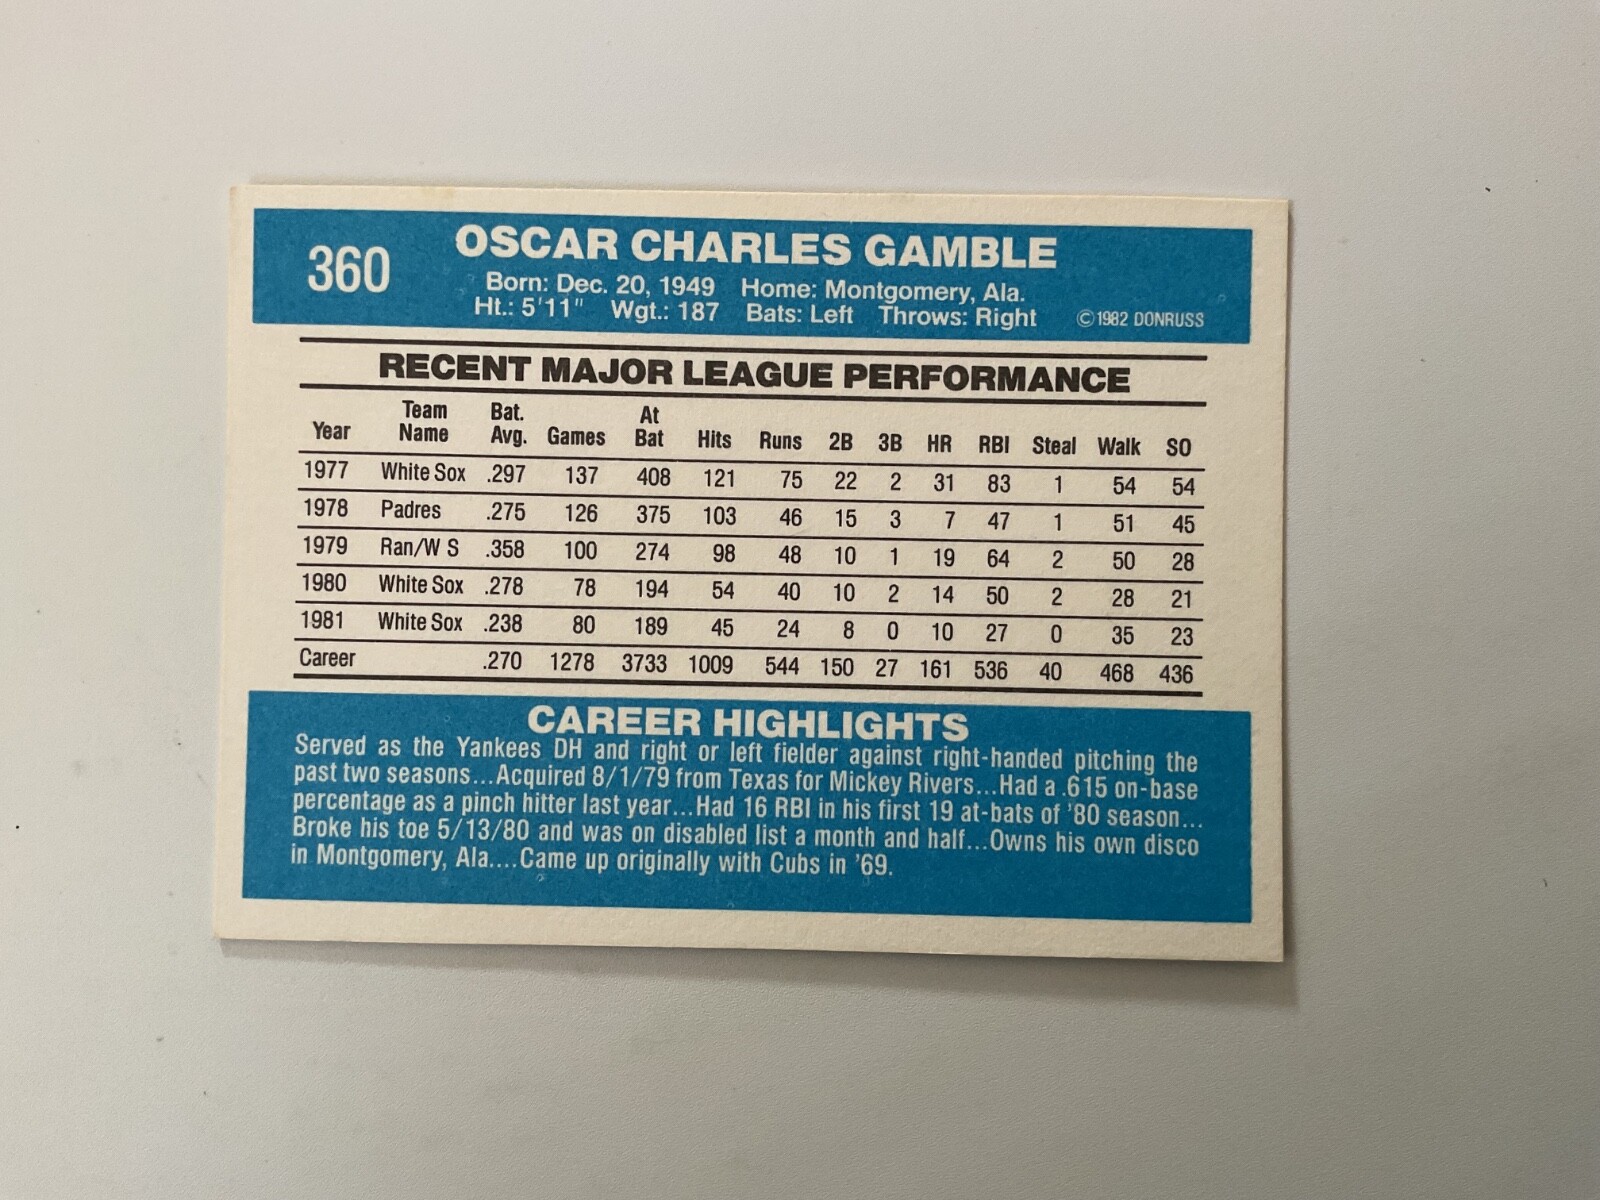 360
OSCAR CHARLES GAMBLE
Born: Dec. 20, 1949 Home: Montgomery, Ala.
Ht.: 5'11" Wgt.: 187 Bats: Left Throws: Right
©1982 DONRUSS
RECENT MAJOR LEAGUE PERFORMANCE
Year Team Name Bat. Avg. Games At Bat Hits Runs 2B 3B HR RBI Steal Walk SO
1977 White Sox .297 137 408 121 75 22 2 31 83 1 54 54
1978 Padres .275 126 375 103 46 15 3 7 47 1 51 45
1979 Ran/W S .358 100 274 98 48 10 1 19 64 2 50 28
1980 White Sox .278 78 194 54 40 10 2 14 50 2 28 21
1981 White Sox .238 80 189 45 24 8 0 10 27 0 35 23
Career .270 1278 3733 1009 544 150 27 161 536 40 468 436
CAREER HIGHLIGHTS
Served as the Yankees DH and right or left fielder against right-handed pitching the
past two seasons...Acquired 8/1/79 from Texas for Mickey Rivers...Had a .615 on-base
percentage as a pinch hitter last year...Had 16 RBI in his first 19 at-bats of '80 season...
Broke his toe 5/13/80 and was on disabled list a month and half...Owns his own disco
in Montgomery, Ala....Came up originally with Cubs in '69.